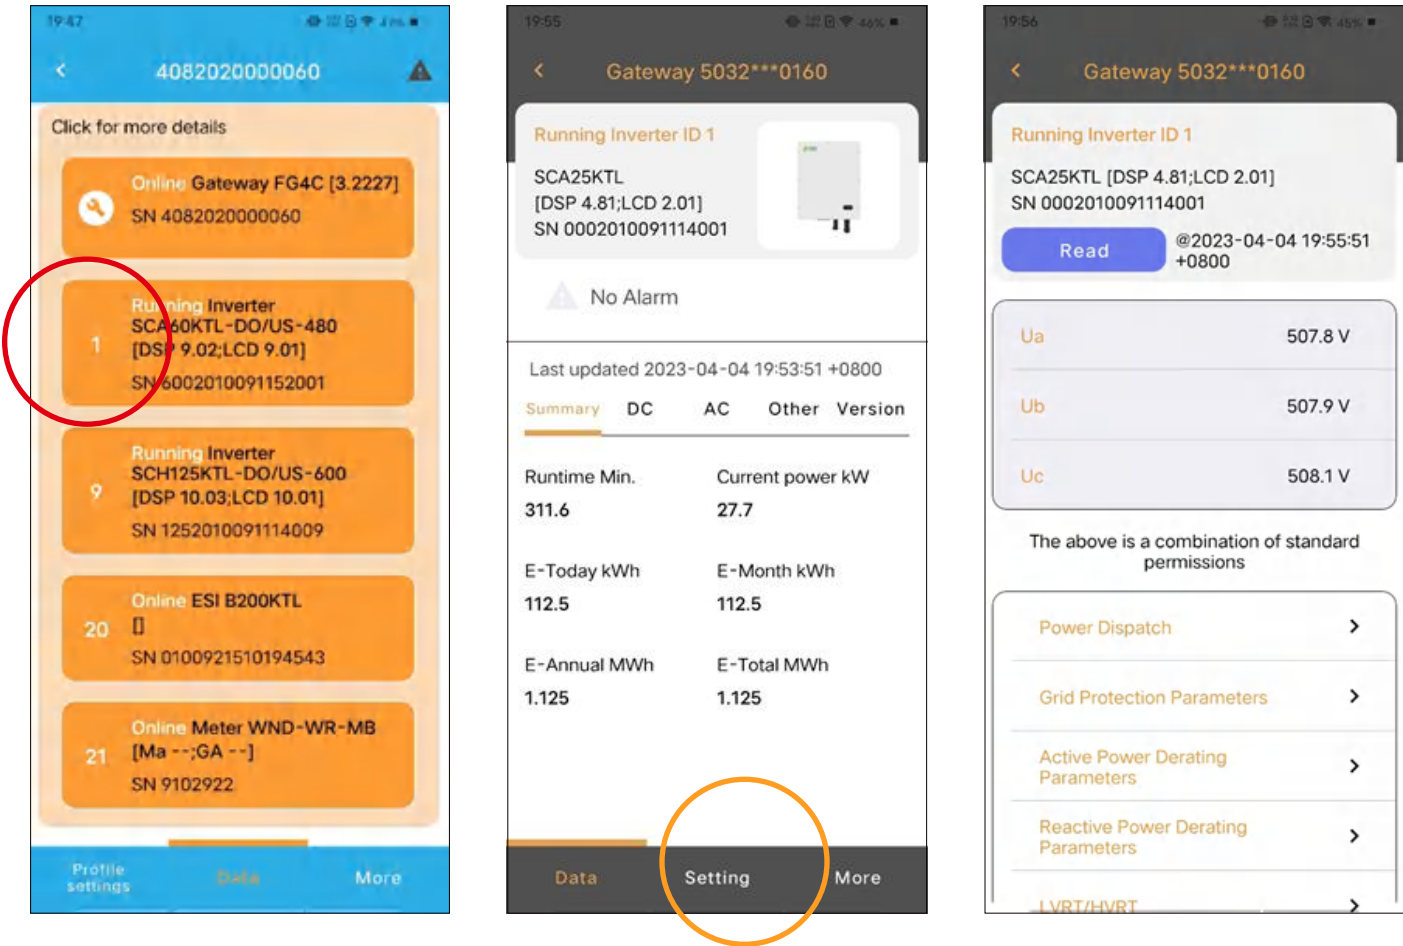 19:47
4082020000060
Click for more details
Online Gateway FG4C [3.2227]
SN 4082020000060
1
Running Inverter
SCA60KTL-DO/US-480
[DSP 9.02;LCD 9.01]
SN 6002010091152001
9
Running Inverter
SCH125KTL-DO/US-600
[DSP 10.03;LCD 10.01]
SN 1252010091114009
20
Online ESI B200KTL
[]
SN 0100921510194543
21
Online Meter WND-WR-MB
[Ma --;GA --]
SN 9102922
Profile
settings
Data
More
19:55
46%
Gateway 5032***0160
Running Inverter ID 1
SCA25KTL
[DSP 4.81;LCD 2.01]
SN 0002010091114001
No Alarm
Last updated 2023-04-04 19:53:51 +0800
Summary DC AC Other Version
Runtime Min. Current power kW
311.6 27.7
E-Today kWh E-Month kWh
112.5 112.5
E-Annual MWh E-Total MWh
1.125 1.125
Data Setting More
19:56
45%
Gateway 5032***0160
Running Inverter ID 1
SCA25KTL [DSP 4.81;LCD 2.01]
SN 0002010091114001
Read
@2023-04-04 19:55:51
+0800
Ua 507.8 V
Ub 507.9 V
Uc 508.1 V
The above is a combination of standard
permissions
Power Dispatch
Grid Protection Parameters
Active Power Derating
Parameters
Reactive Power Derating
Parameters
LVRT/HVRT